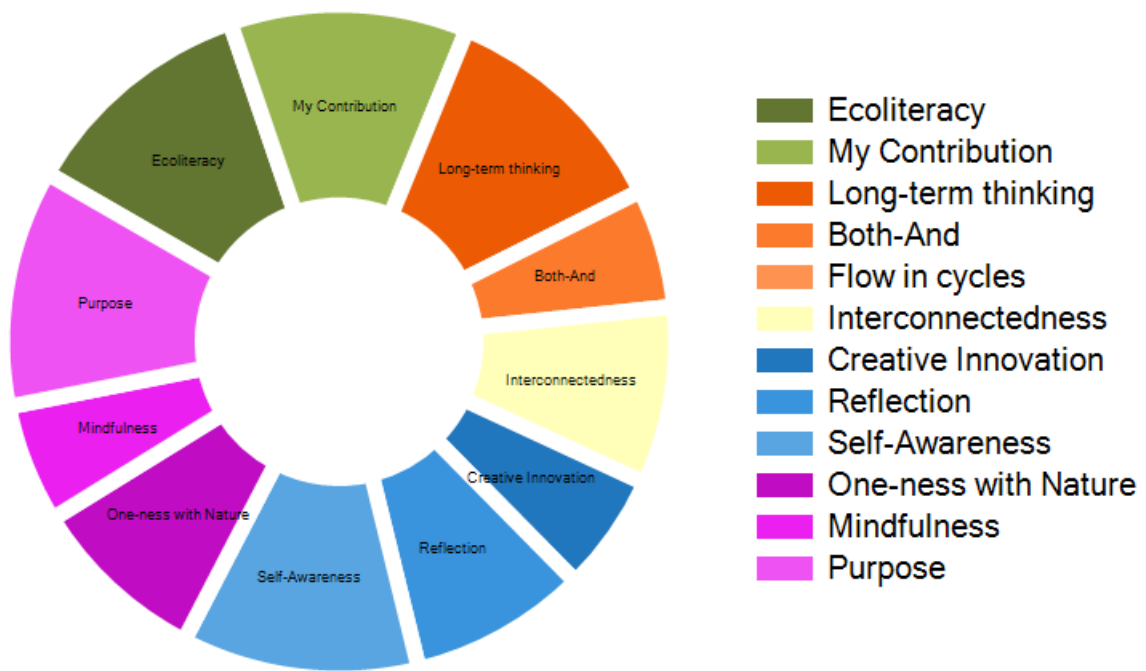 My Contribution
Long-term thinking
Both-And
Interconnectedness
Creative Innovation
Reflection
Self-Awareness
One-ness with Nature
Mindfulness
Purpose
Ecoliteracy
Ecoliteracy
My Contribution
Long-term thinking
Both-And
Flow in cycles
Interconnectedness
Creative Innovation
Reflection
Self-Awareness
One-ness with Nature
Mindfulness
Purpose